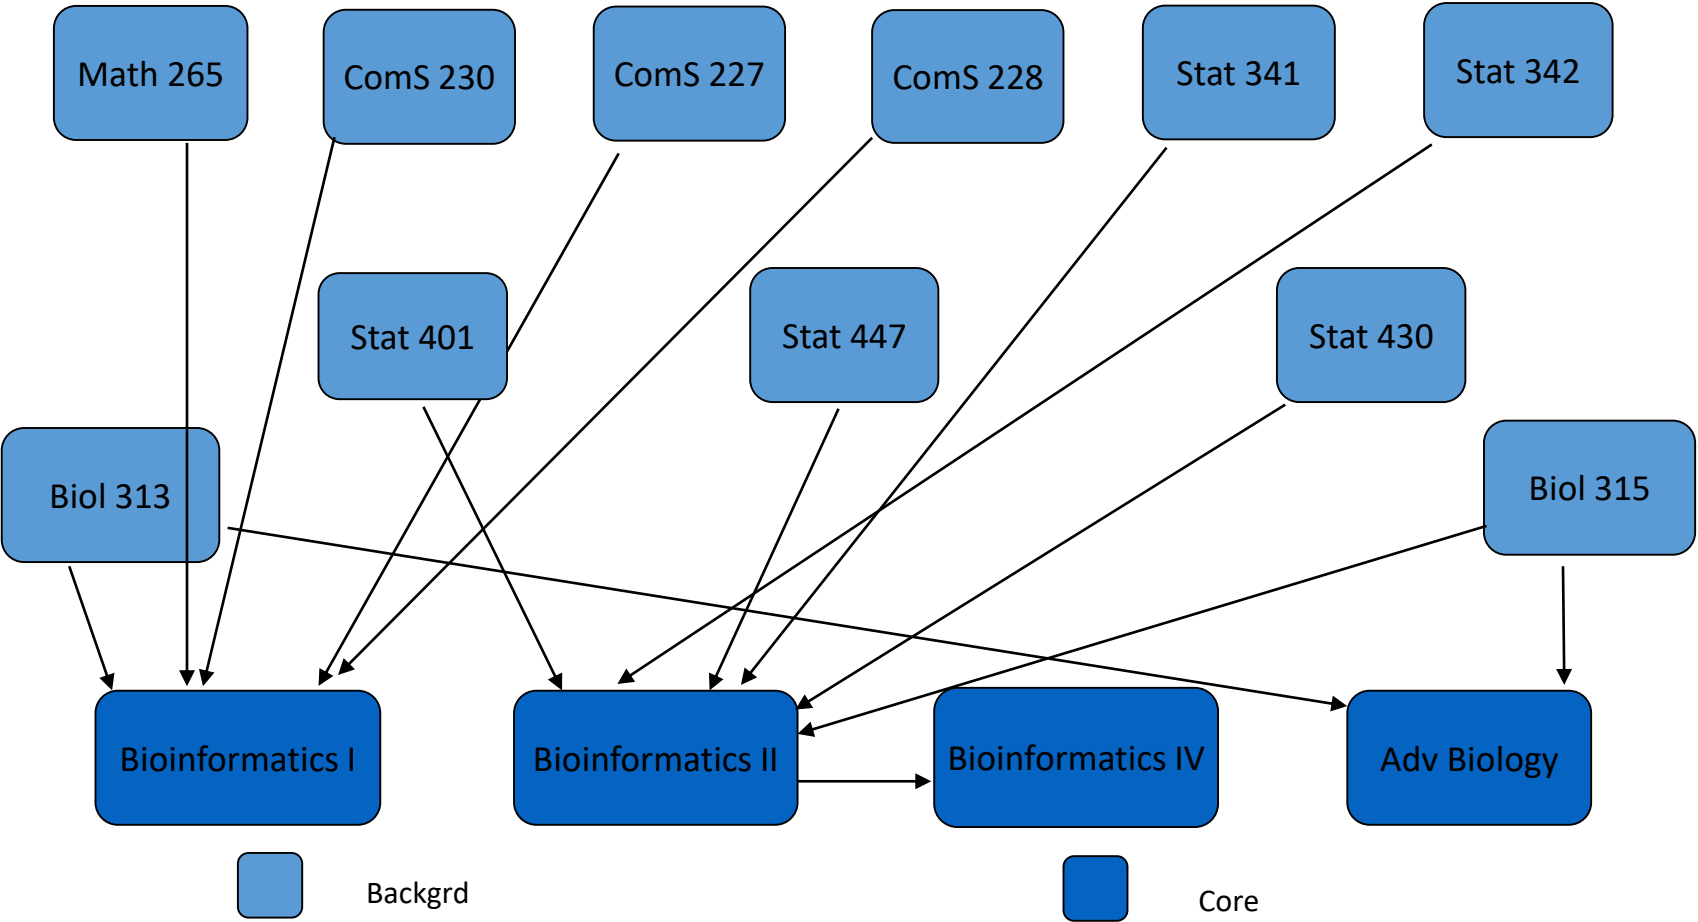 Math 265
ComS 230
ComS 227
ComS 228
Stat 341
Stat 342
Stat 401
Stat 447
Stat 430
Biol 313
Biol 315
Bioinformatics I
Bioinformatics II
Bioinformatics IV
Adv Biology
Backgrd
Core